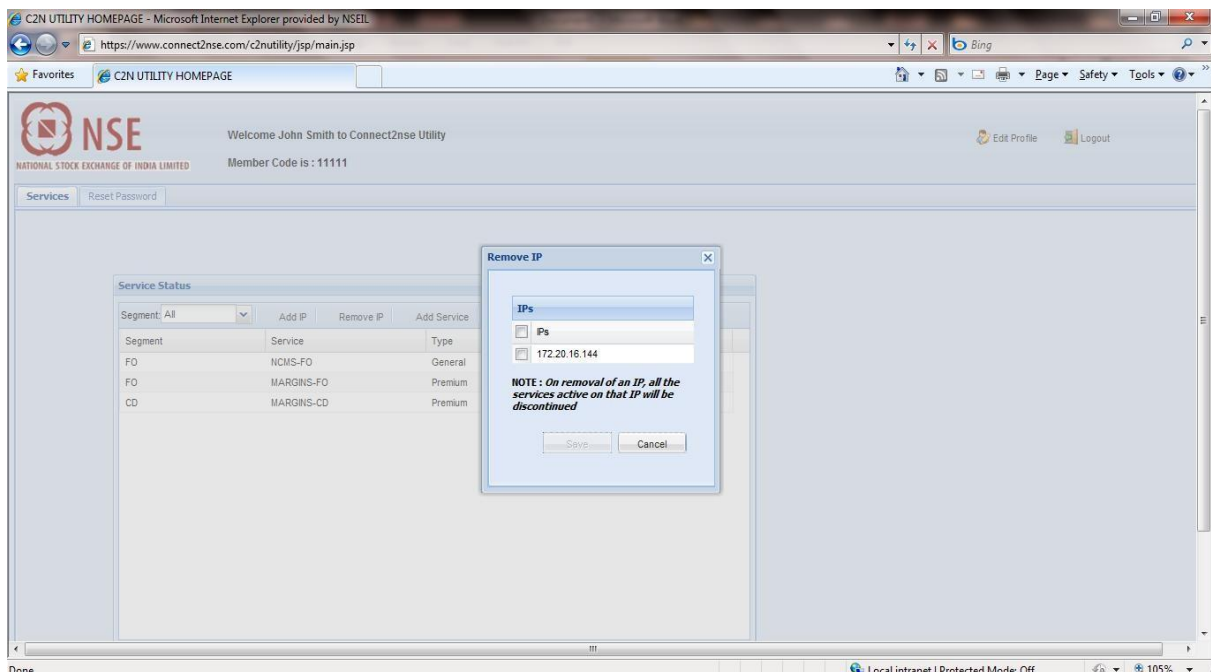 C2N UTILITY HOMEPAGE - Microsoft Internet Explorer provided by NSEIL
https://www.connect2nse.com/c2nutility/jsp/main.jsp
Bing
Favorites
C2N UTILITY HOMEPAGE
Page
Safety
Tools
NSE
NATIONAL STOCK EXCHANGE OF INDIA LIMITED
Welcome John Smith to Connect2nse Utility
Member Code is : 11111
Edit Profile
Logout
Services
Reset Password
Service Status
Segment: All
Add IP
Remove IP
Add Service
Segment Service Type
FO NCMS-FO General
FO MARGINS-FO Premium
CD MARGINS-CD Premium
Remove IP
IPs
IPs
172.20.16.144
NOTE : On removal of an IP, all the
services active on that IP will be
discontinued
Save
Cancel
Done
Local intranet | Protected Mode: Off
105%